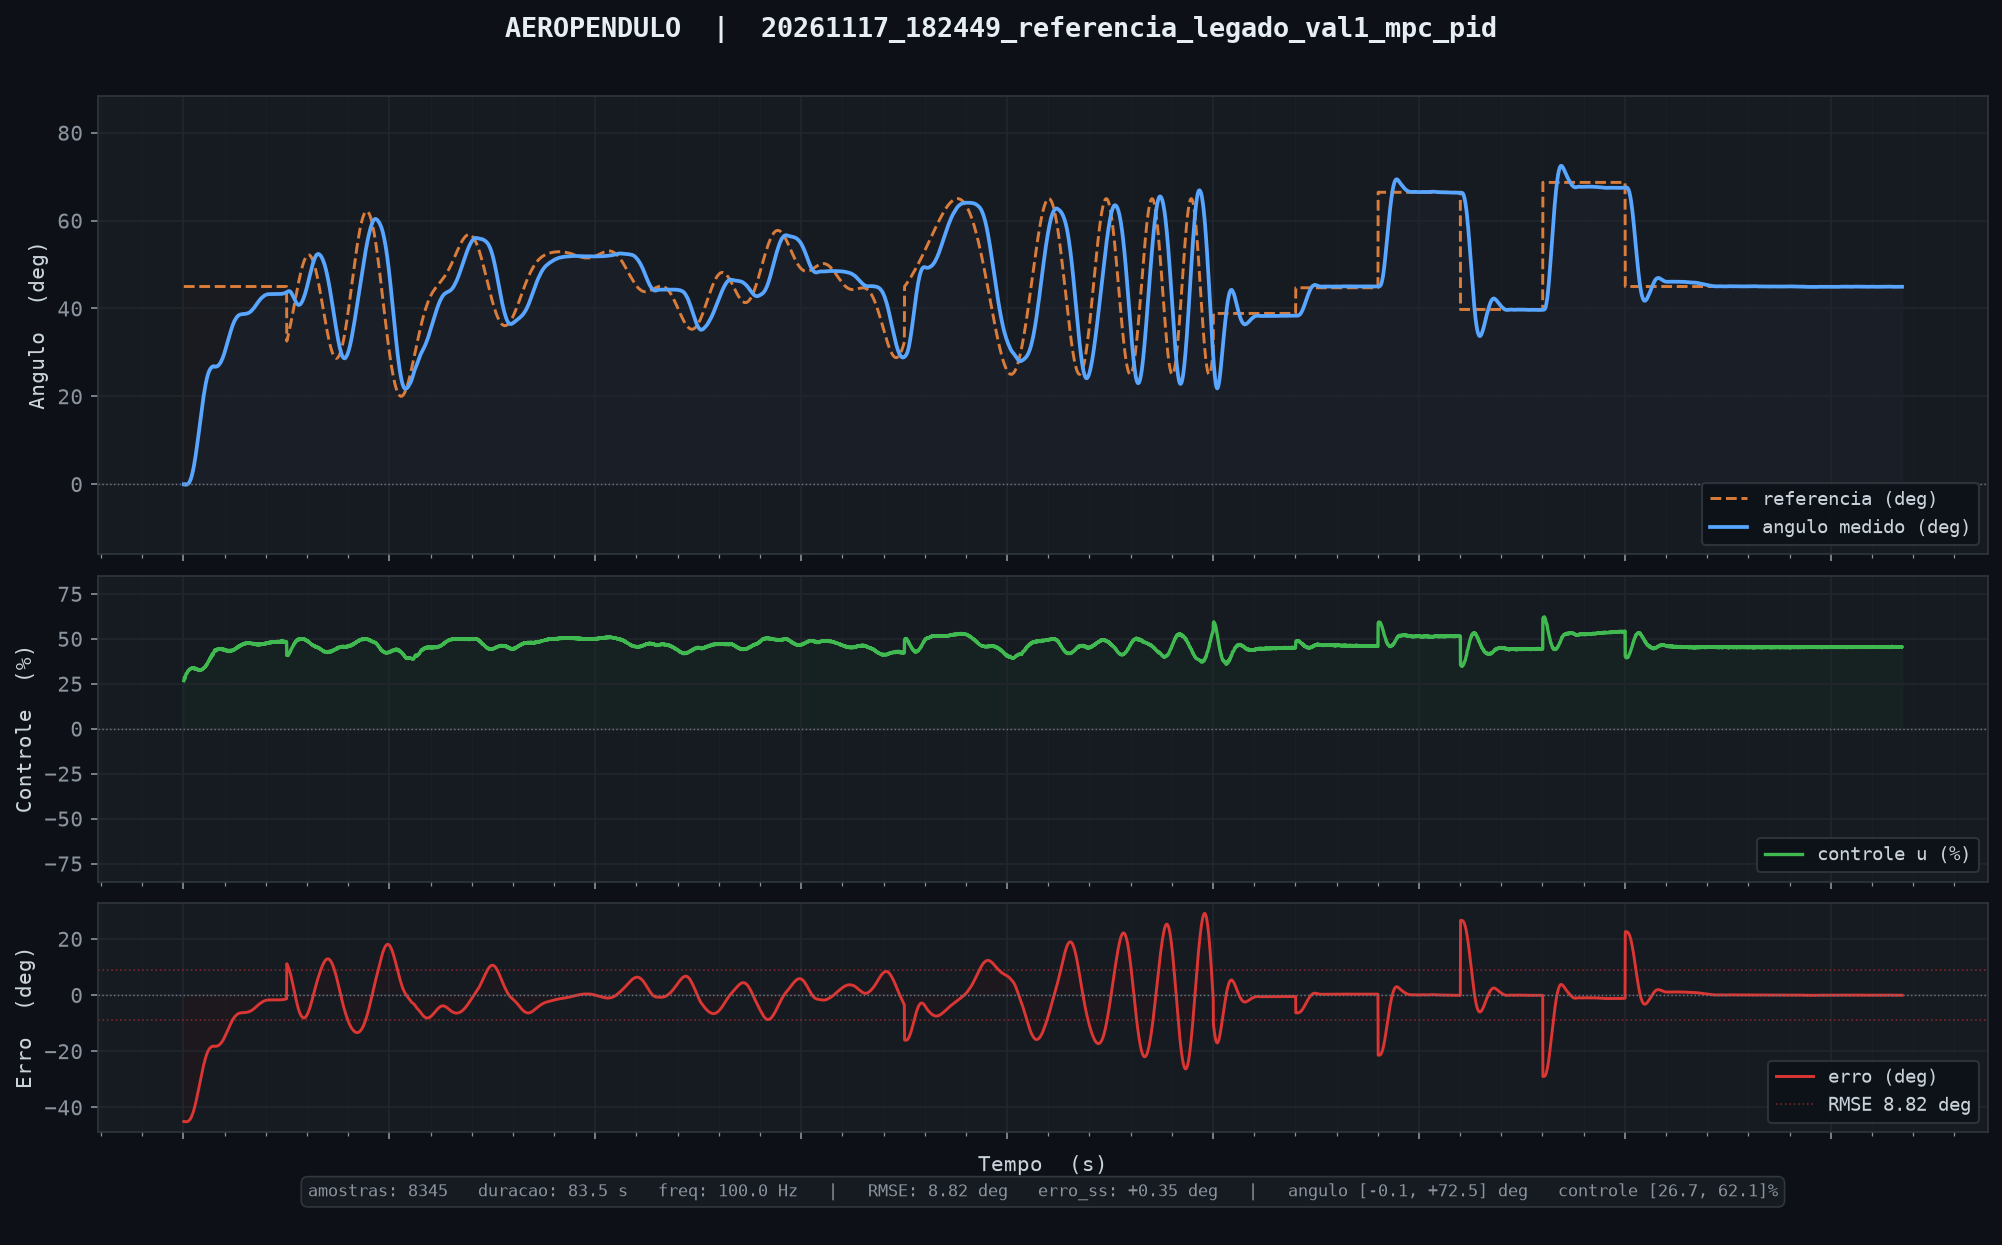 AEROPENDULO  |  20261117_182449_referencia_legado_val1_mpc_pid
Angulo (deg)
80
60
40
20
0
referencia (deg)
angulo medido (deg)
Controle (%)
75
50
25
0
−25
−50
−75
controle u (%)
Erro (deg)
20
0
−20
−40
erro (deg)
RMSE 8.82 deg
Tempo (s)
amostras: 8345   duracao: 83.5 s   freq: 100.0 Hz   |   RMSE: 8.82 deg   erro_ss: +0.35 deg   |   angulo [-0.1, +72.5] deg   controle [26.7, 62.1]%